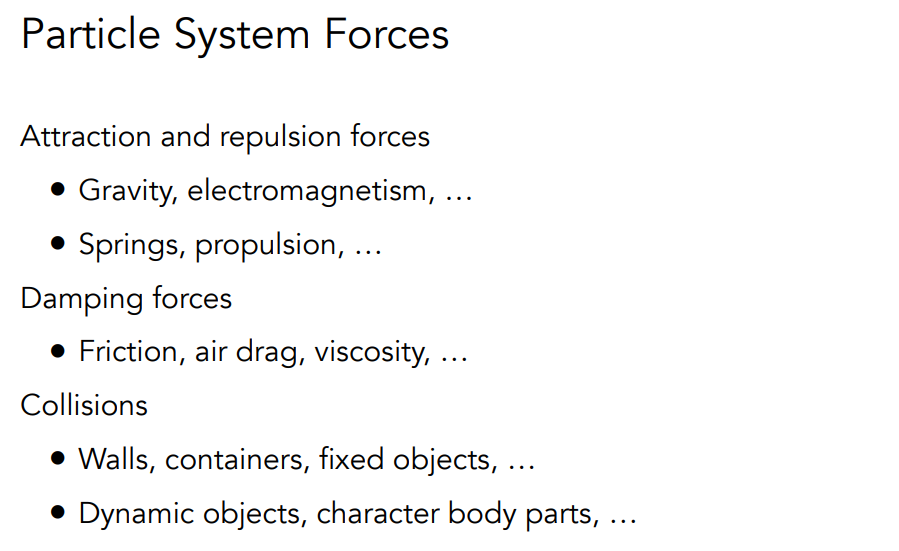 Particle System Forces
Attraction and repulsion forces
● Gravity, electromagnetism, …
● Springs, propulsion, …
Damping forces
● Friction, air drag, viscosity, …
Collisions
● Walls, containers, fixed objects, …
● Dynamic objects, character body parts, …